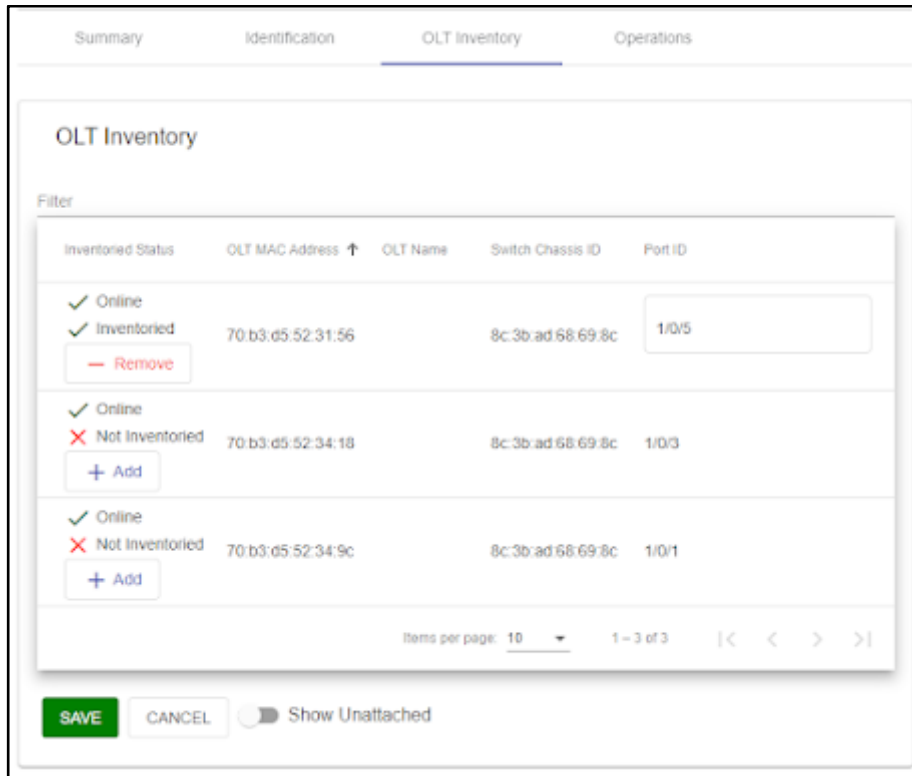 Summary Identification OLT Inventory Operations
OLT Inventory
Filter
Inventoried Status OLT MAC Address OLT Name Switch Chassis ID Port ID
Online
Inventoried
Remove
70:b3:d5:52:31:56 8c:3b:ad:68:69:8c 1/0/5
Online
Not Inventoried
Add
70:b3:d5:52:34:18 8c:3b:ad:68:69:8c 1/0/3
Online
Not Inventoried
Add
70:b3:d5:52:34:9c 8c:3b:ad:68:69:8c 1/0/1
Items per page: 10 1 – 3 of 3
SAVE CANCEL Show Unattached